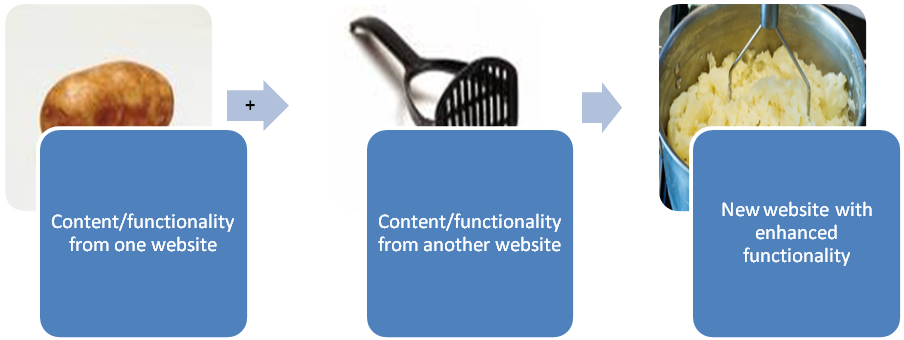 +
Content/functionality
from one website
Content/functionality
from another website
New website with
enhanced
functionality